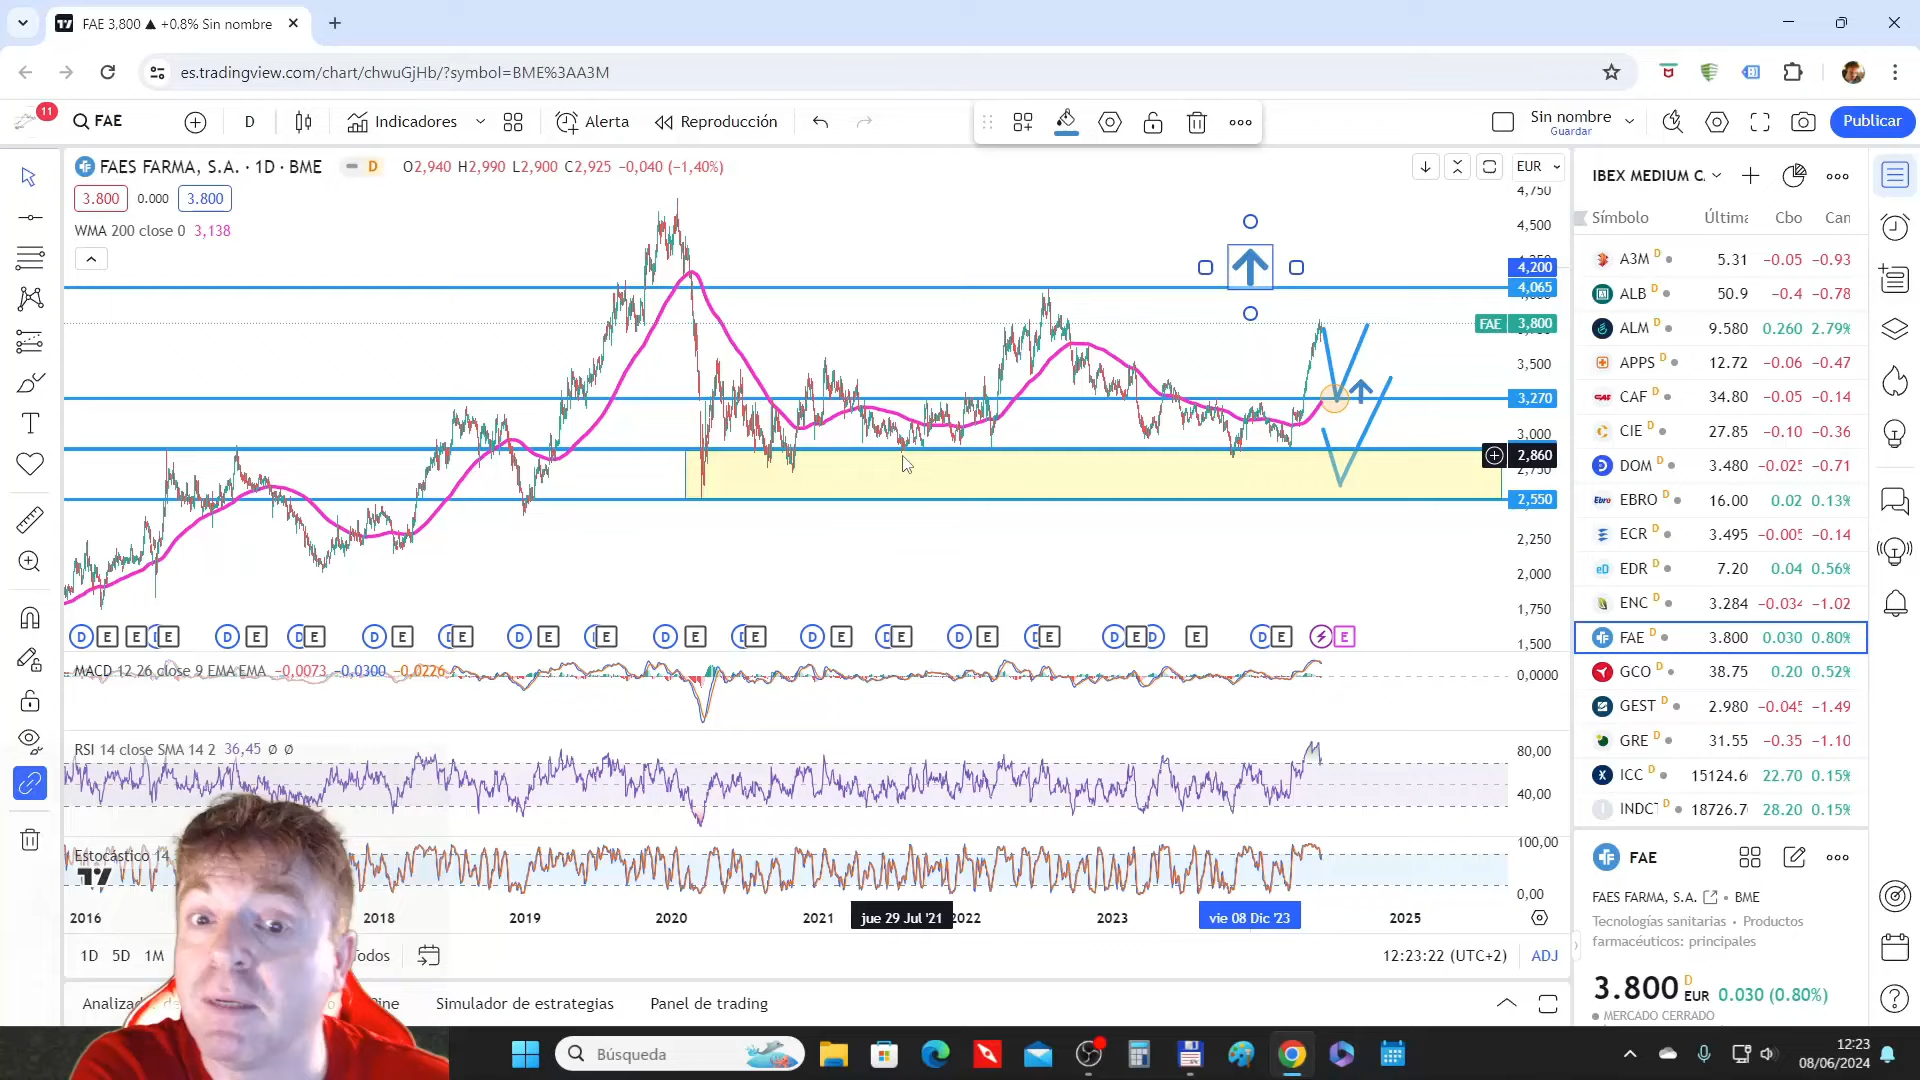 FAE 3,800 ▲ +0.8% Sin nombre
es.tradingview.com/chart/chwuGjHb/?symbol=BME%3AA3M
11
FAE
D
Indicadores
Alerta
Reproducción
Sin nombre
Guardar
Publicar
FAES FARMA, S.A. · 1D · BME
D
O2,940 H2,990 L2,900 C2,925 −0,040 (−1,40%)
EUR
3.800
0.000
3.800
WMA 200 close 0 3,138
4,750
4,500
4,200
4,065
FAE 3,800
3,500
3,270
3,000
2,860
2,750
2,550
2,250
2,000
1,750
1,500
D E E E D E D E D E E D E E D E E D E E D E E D E D E D E E
MACD 12 26 close 9 EMA EMA −0,0073 −0,0300 −0,0226
0,0000
RSI 14 close SMA 14 2 36,45 Ø Ø
80,00
40,00
Estocástico 14
100,00
0,00
2016
2018
2019
2020
2021
jue 29 Jul '21
2022
2023
vie 08 Dic '23
2025
1D 5D 1M
12:23:22 (UTC+2)
ADJ
Simulador de estrategias
Panel de trading
IBEX MEDIUM C.
Símbolo
Última
Cbo
Can
A3M D 5.31 −0.05 −0.93
ALB D 50.9 −0.4 −0.78
ALM D 9.580 0.260 2.79%
APPS D 12.72 −0.06 −0.47
CAF D 34.80 −0.05 −0.14
CIE D 27.85 −0.10 −0.36
DOM D 3.480 −0.025 −0.71
EBRO D 16.00 0.02 0.13%
ECR D 3.495 −0.005 −0.14
EDR D 7.20 0.04 0.56%
ENC D 3.284 −0.034 −1.02
FAE D 3.800 0.030 0.80%
GCO D 38.75 0.20 0.52%
GEST D 2.980 −0.045 −1.49
GRE D 31.55 −0.35 −1.10
ICC D 15124.6 22.70 0.15%
INDC D 18726.7 28.20 0.15%
FAE
FAES FARMA, S.A. • BME
Tecnologías sanitarias • Productos
farmacéuticos: principales
3.800 D EUR 0.030 (0.80%)
MERCADO CERRADO
Búsqueda
12:23
08/06/2024